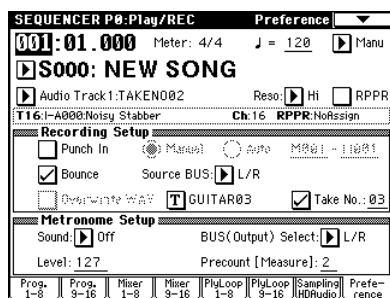 SEQUENCER P0:Play/REC Preference
001:01.000 Meter: 4/4 ♩ = 120 Manu
S000: NEW SONG
Audio Track1:TAKENO02 Reso: Hi RPPR
T16:I-A000:Noisy Stabber Ch:16 RPPR:NoAssign
Recording Setup
Punch In Manual Auto M001 - M001
Bounce Source BUS: L/R
Overwrite WAV T GUITAR03 Take No.: 03
Metronome Setup
Sound: Off BUS(Output) Select: L/R
Level: 127 Precount [Measure]: 2
Prog. 1-8 Prog. 9-16 Mixer 1-8 Mixer 9-16 PlyLoop 1-8 PlyLoop 9-16 Sampling HDAudio Prefe- rence